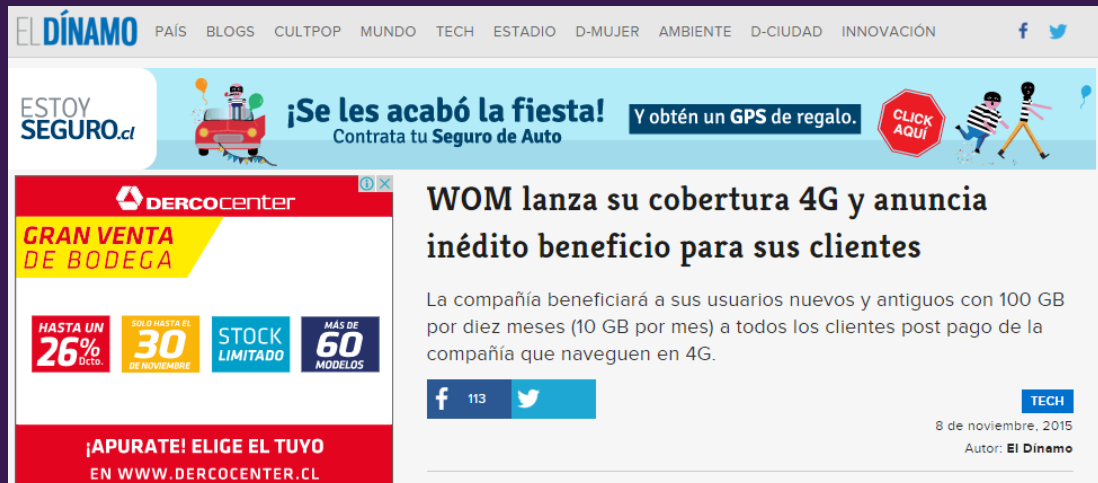 EL DÍNAMO PAÍS BLOGS CULTPOP MUNDO TECH ESTADIO D-MUJER AMBIENTE D-CIUDAD INNOVACIÓN
ESTOY
SEGURO.cl
¡Se les acabó la fiesta!
Contrata tu Seguro de Auto
Y obtén un GPS de regalo.
CLICK
AQUÍ
DERCOCENTER
GRAN VENTA
DE BODEGA
HASTA UN
26%
Dcto.
SOLO HASTA EL
30
DE NOVIEMBRE
STOCK
LIMITADO
MÁS DE
60
MODELOS
¡APURATE! ELIGE EL TUYO
EN WWW.DERCOCENTER.CL
WOM lanza su cobertura 4G y anuncia
inédito beneficio para sus clientes
La compañía beneficiará a sus usuarios nuevos y antiguos con 100 GB
por diez meses (10 GB por mes) a todos los clientes post pago de la
compañía que naveguen en 4G.
113
TECH
8 de noviembre, 2015
Autor: El Dínamo